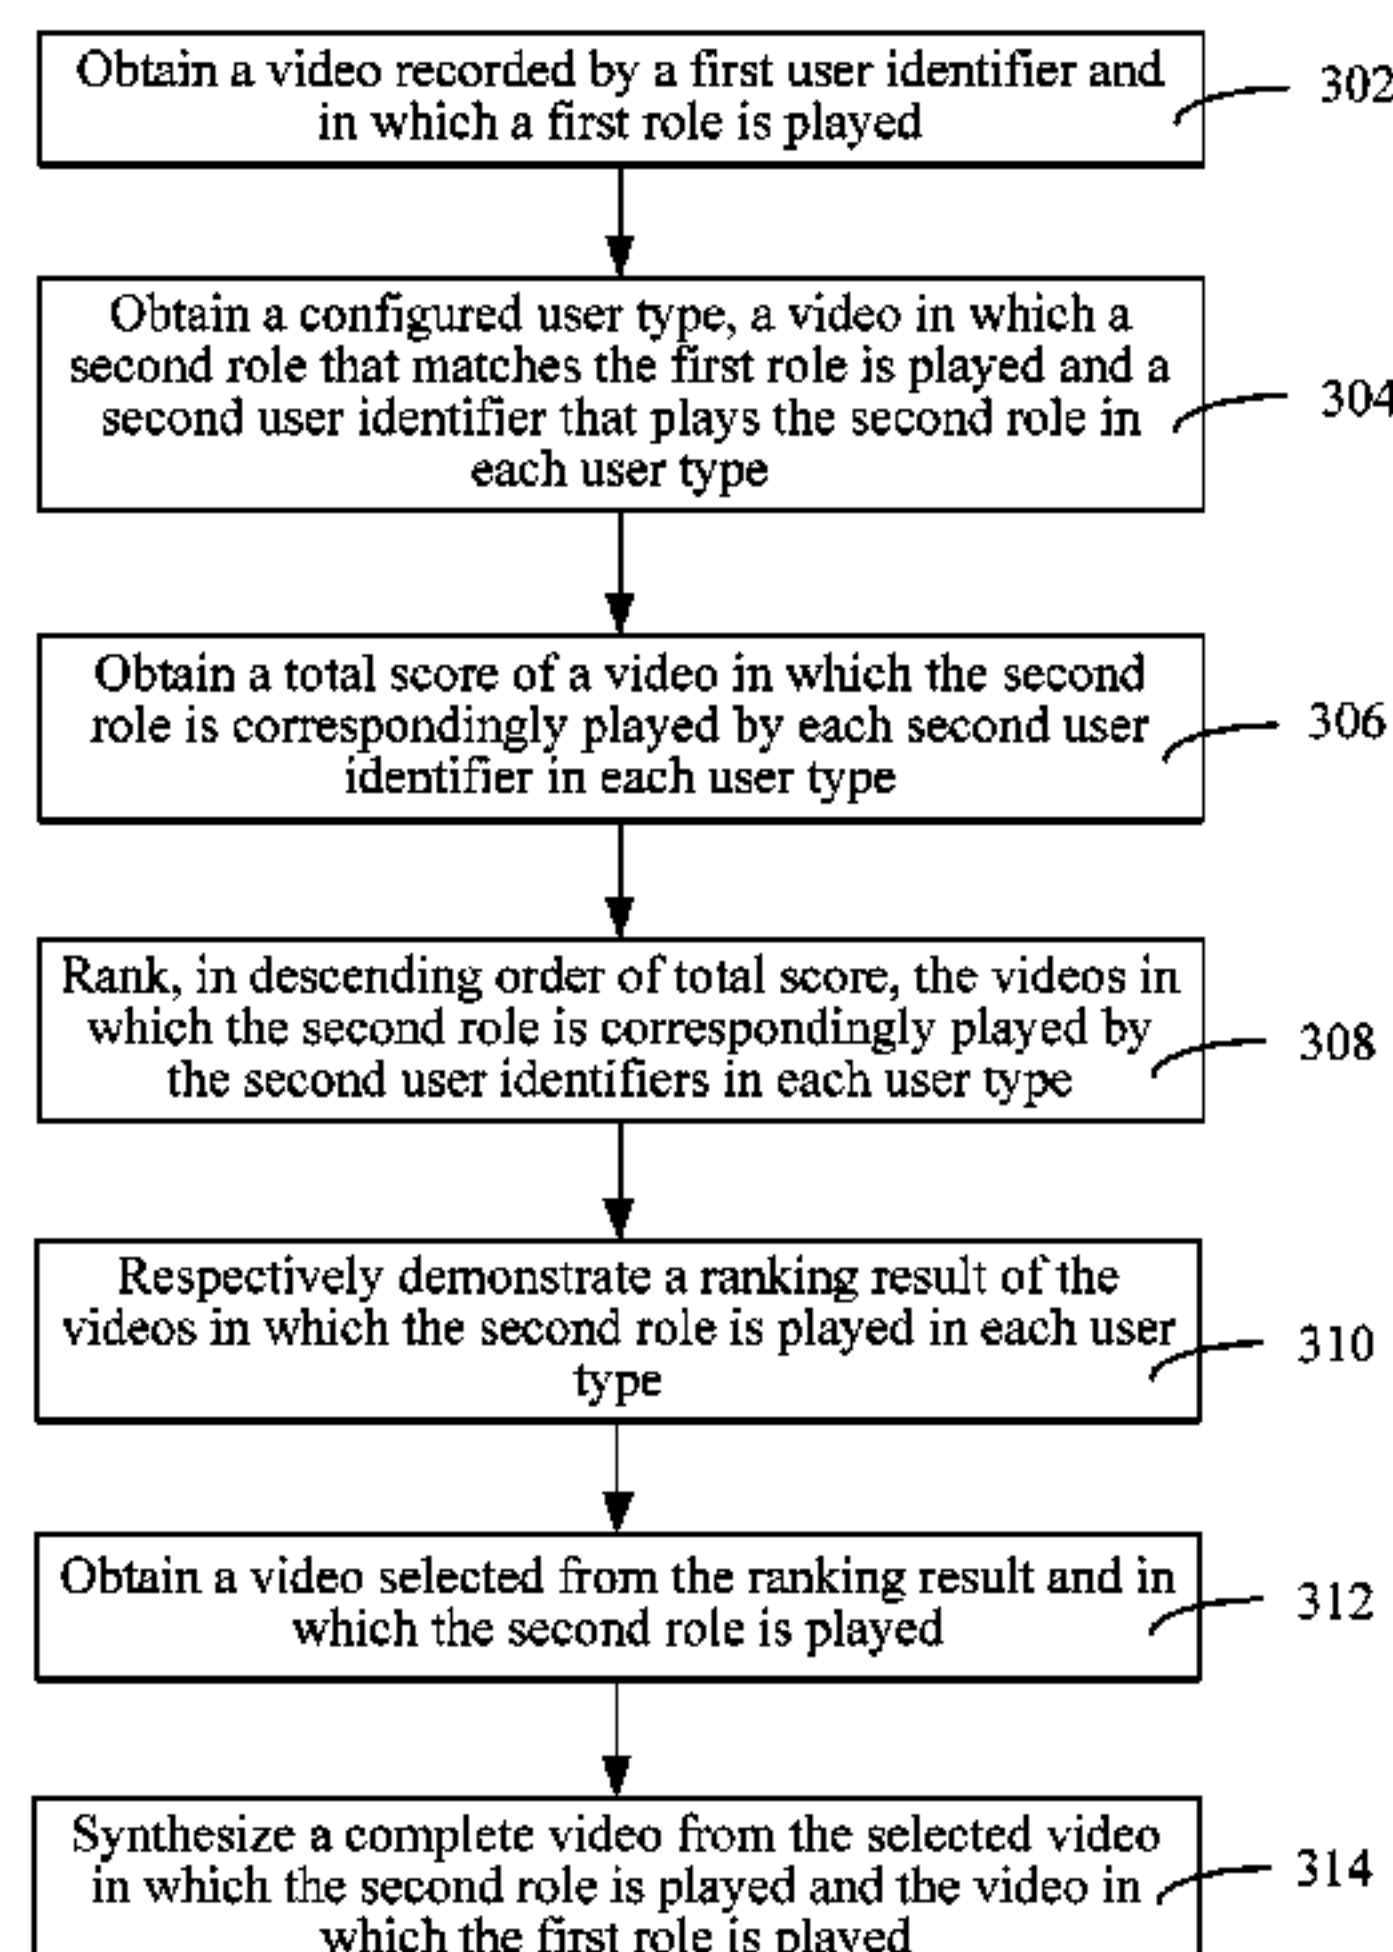 Obtain a video recorded by a first user identifier and
in which a first role is played
302
Obtain a configured user type, a video in which a
second role that matches the first role is played and a
second user identifier that plays the second role in
each user type
304
Obtain a total score of a video in which the second
role is correspondingly played by each second user
identifier in each user type
306
Rank, in descending order of total score, the videos in
which the second role is correspondingly played by
the second user identifiers in each user type
308
Respectively demonstrate a ranking result of the
videos in which the second role is played in each user
type
310
Obtain a video selected from the ranking result and in
which the second role is played
312
Synthesize a complete video from the selected video
in which the second role is played and the video in
which the first role is played
314